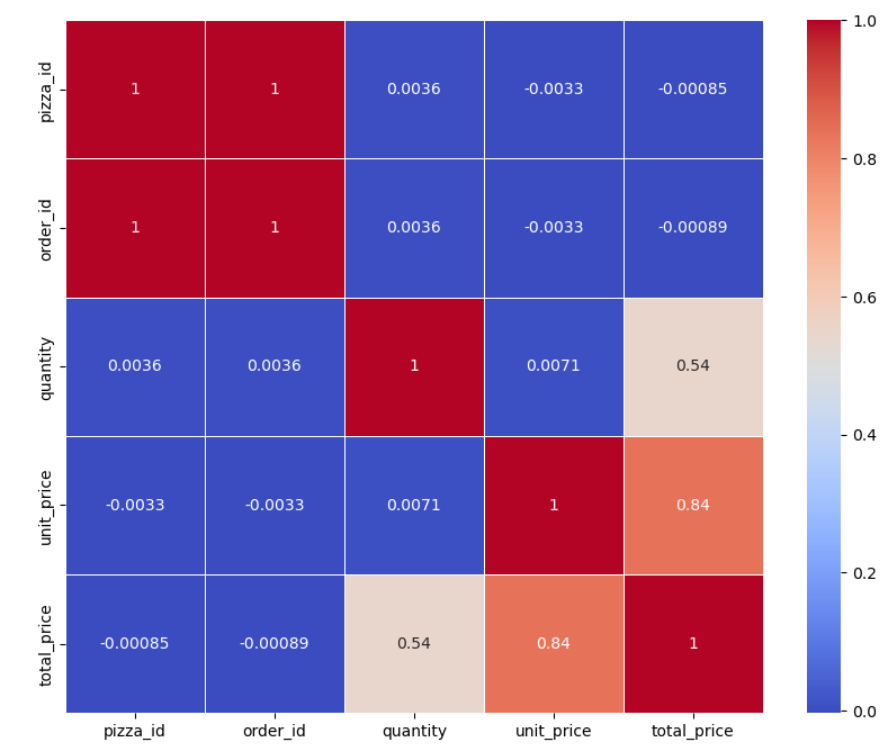 pizza_id 1 1 0.0036 -0.0033 -0.00085
order_id 1 1 0.0036 -0.0033 -0.00089
quantity 0.0036 0.0036 1 0.0071 0.54
unit_price -0.0033 -0.0033 0.0071 1 0.84
total_price -0.00085 -0.00089 0.54 0.84 1
pizza_id order_id quantity unit_price total_price
1.0
0.8
0.6
0.4
0.2
0.0